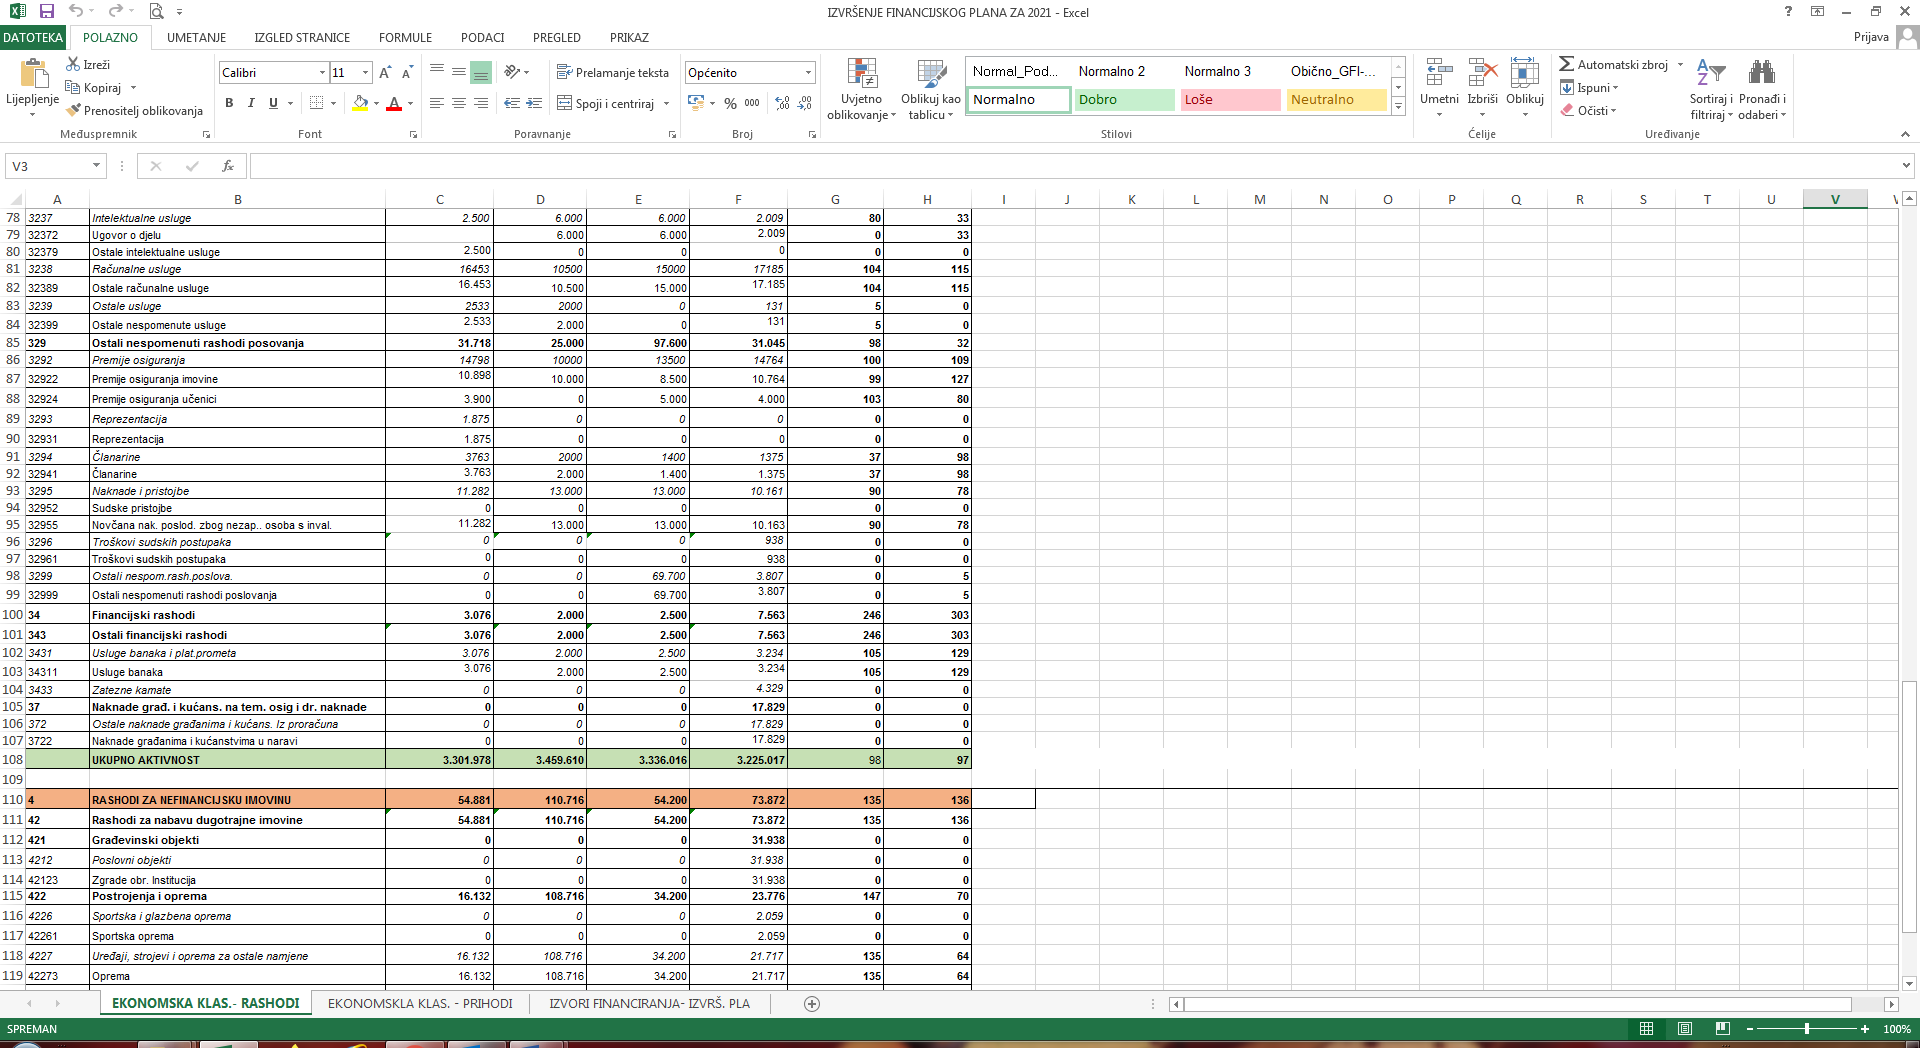 IZVRŠENJE FINANCIJSKOG PLANA ZA 2021 - Excel
DATOTEKA POLAZNO UMETANJE IZGLED STRANICE FORMULE PODACI PREGLED PRIKAZ Prijava
Lijepljenje
Izreži
Kopiraj
Prenositelj oblikovanja
Međuspremnik
Calibri 11
B I U
Font
Prelamanje teksta
Spoji i centriraj
Poravnanje
Općenito
% 000
Broj
Uvjetno oblikovanje
Oblikuj kao tablicu
Normal_Pod... Normalno 2 Normalno 3 Obično_GFI-...
Normalno Dobro Loše Neutralno
Stilovi
Umetni Izbriši Oblikuj
Ćelije
Automatski zbroj
Ispuni
Očisti
Sortiraj i filtriraj
Pronađi i odaberi
Uređivanje
V3 fx
A B C D E F G H I J K L M N O P Q R S T U V
78 3237 Intelektualne usluge 2.500 6.000 6.000 2.009 80 33
79 32372 Ugovor o djelu 6.000 6.000 2.009 0 33
80 32379 Ostale intelektualne usluge 2.500 0 0 0 0 0
81 3238 Računalne usluge 16453 10500 15000 17185 104 115
82 32389 Ostale računalne usluge 16.453 10.500 15.000 17.185 104 115
83 3239 Ostale usluge 2533 2000 0 131 5 0
84 32399 Ostale nespomenute usluge 2.533 2.000 0 131 5 0
85 329 Ostali nespomenuti rashodi posovanja 31.718 25.000 97.600 31.045 98 32
86 3292 Premije osiguranja 14798 10000 13500 14764 100 109
87 32922 Premije osiguranja imovine 10.898 10.000 8.500 10.764 99 127
88 32924 Premije osiguranja učenici 3.900 0 5.000 4.000 103 80
89 3293 Reprezentacija 1.875 0 0 0 0 0
90 32931 Reprezentacija 1.875 0 0 0 0 0
91 3294 Članarine 3763 2000 1400 1375 37 98
92 32941 Članarine 3.763 2.000 1.400 1.375 37 98
93 3295 Naknade i pristojbe 11.282 13.000 13.000 10.161 90 78
94 32952 Sudske pristojbe 0 0 0 0 0
95 32955 Novčana nak. poslod. zbog nezap.. osoba s inval. 11.282 13.000 13.000 10.163 90 78
96 3296 Troškovi sudskih postupaka 0 0 0 938 0 0
97 32961 Troškovi sudskih postupaka 0 0 0 938 0 0
98 3299 Ostali nespom.rash.poslova. 0 0 69.700 3.807 0 5
99 32999 Ostali nespomenuti rashodi poslovanja 0 0 69.700 3.807 0 5
100 34 Financijski rashodi 3.076 2.000 2.500 7.563 246 303
101 343 Ostali financijski rashodi 3.076 2.000 2.500 7.563 246 303
102 3431 Usluge banaka i plat.prometa 3.076 2.000 2.500 3.234 105 129
103 34311 Usluge banaka 3.076 2.000 2.500 3.234 105 129
104 3433 Zatezne kamate 0 0 0 4.329 0 0
105 37 Naknade građ. i kućans. na tem. osig i dr. naknade 0 0 0 17.829 0 0
106 372 Ostale naknade građanima i kućans. Iz proračuna 0 0 0 17.829 0 0
107 3722 Naknade građanima i kućanstvima u naravi 0 0 0 17.829 0 0
108 UKUPNO AKTIVNOST 3.301.978 3.459.610 3.336.016 3.225.017 98 97
109
110 4 RASHODI ZA NEFINANCIJSKU IMOVINU 54.881 110.716 54.200 73.872 135 136
111 42 Rashodi za nabavu dugotrajne imovine 54.881 110.716 54.200 73.872 135 136
112 421 Građevinski objekti 0 0 0 31.938 0 0
113 4212 Poslovni objekti 0 0 0 31.938 0 0
114 42123 Zgrade obr. Institucija 0 0 0 31.938 0 0
115 422 Postrojenja i oprema 16.132 108.716 34.200 23.776 147 70
116 4226 Sportska i glazbena oprema 0 0 0 2.059 0 0
117 42261 Sportska oprema 0 0 0 2.059 0 0
118 4227 Uređaji, strojevi i oprema za ostale namjene 16.132 108.716 34.200 21.717 135 64
119 42273 Oprema 16.132 108.716 34.200 21.717 135 64
EKONOMSKA KLAS.- RASHODI EKONOMSKLA KLAS. - PRIHODI IZVORI FINANCIRANJA- IZVRŠ. PLA
SPREMAN 100%